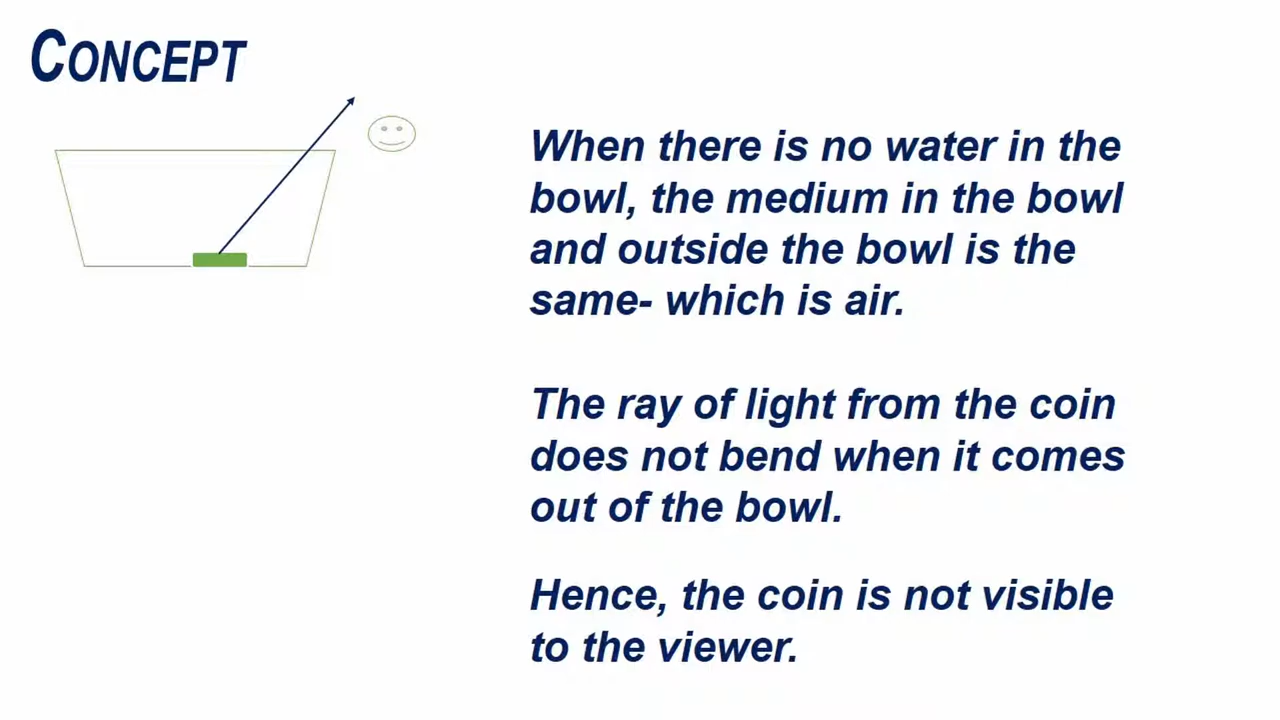 CONCEPT
When there is no water in the
bowl, the medium in the bowl
and outside the bowl is the
same- which is air.
The ray of light from the coin
does not bend when it comes
out of the bowl.
Hence, the coin is not visible
to the viewer.